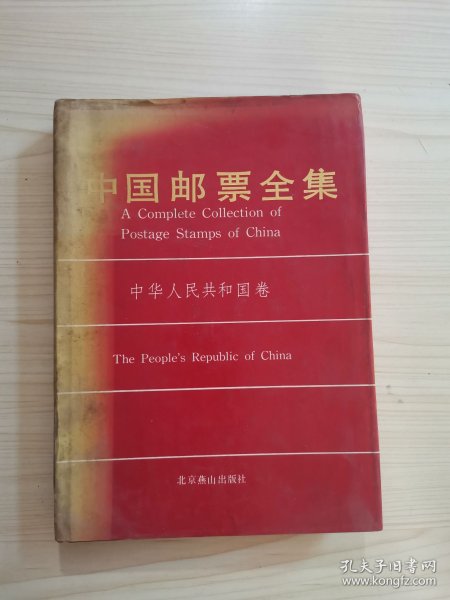 中国邮票全集
A Complete Collection of
Postage Stamps of China
中华人民共和国卷
The People's Republic of China
北京燕山出版社
孔夫子旧书网
www.kongfz.com